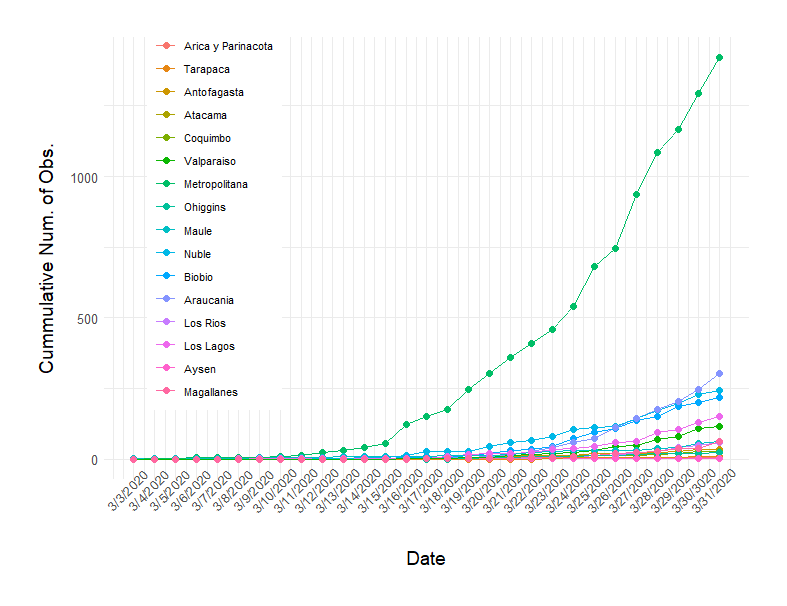 Arica y Parinacota
Tarapaca
Antofagasta
Atacama
Coquimbo
Valparaiso
Metropolitana
Ohiggins
Maule
Nuble
Biobio
Araucania
Los Rios
Los Lagos
Aysen
Magallanes
Cummulative Num. of Obs.
1000
500
0
3/3/2020
3/4/2020
3/5/2020
3/6/2020
3/7/2020
3/8/2020
3/9/2020
3/10/2020
3/11/2020
3/12/2020
3/13/2020
3/14/2020
3/15/2020
3/16/2020
3/17/2020
3/18/2020
3/19/2020
3/20/2020
3/21/2020
3/22/2020
3/23/2020
3/24/2020
3/25/2020
3/26/2020
3/27/2020
3/28/2020
3/29/2020
3/30/3020
3/31/2020
Date